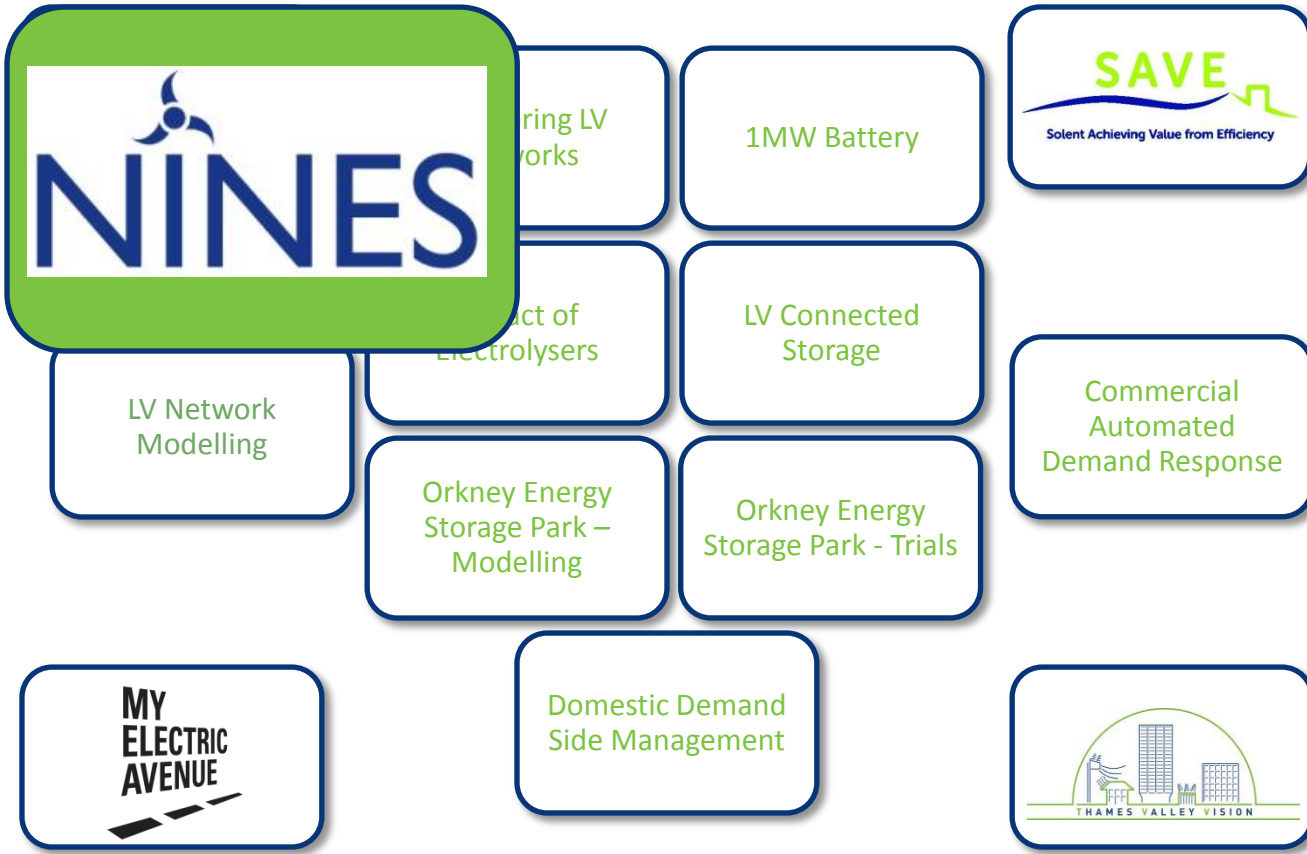 NINES
ring LV
1MW Battery
SAVE
Solent Achieving Value from Efficiency
act of
Electrolysers
LV Connected
Storage
LV Network
Modelling
Commercial
Automated
Demand Response
Orkney Energy
Storage Park –
Modelling
Orkney Energy
Storage Park - Trials
MY
ELECTRIC
AVENUE
Domestic Demand
Side Management
THAMES VALLEY VISION